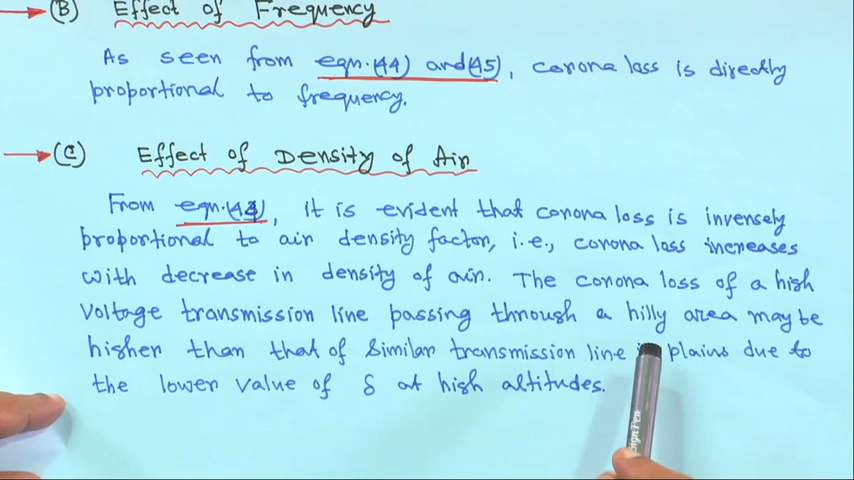 (B) Effect of Frequency
As seen from eqn.(44) and (45), corona loss is directly
proportional to frequency.
(C) Effect of Density of Air
From eqn.(44), it is evident that corona loss is inversely
proportional to air density factor, i.e., corona loss increases
with decrease in density of air. The corona loss of a high
voltage transmission line passing through a hilly area may be
higher than that of similar transmission line plains due to
the lower value of δ at high altitudes.
Sign Pen